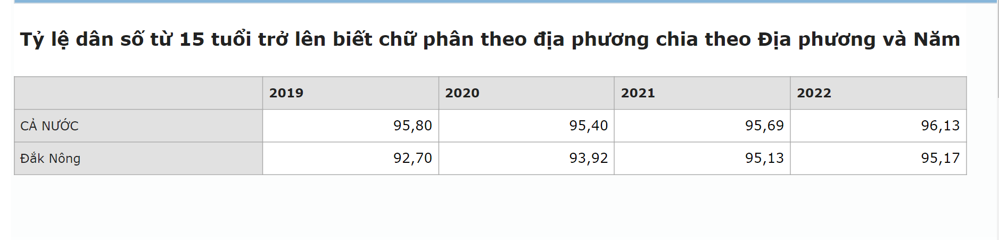 Tỷ lệ dân số từ 15 tuổi trở lên biết chữ phân theo địa phương chia theo Địa phương và Năm
2019 2020 2021 2022
CẢ NƯỚC 95,80 95,40 95,69 96,13
Đắk Nông 92,70 93,92 95,13 95,17